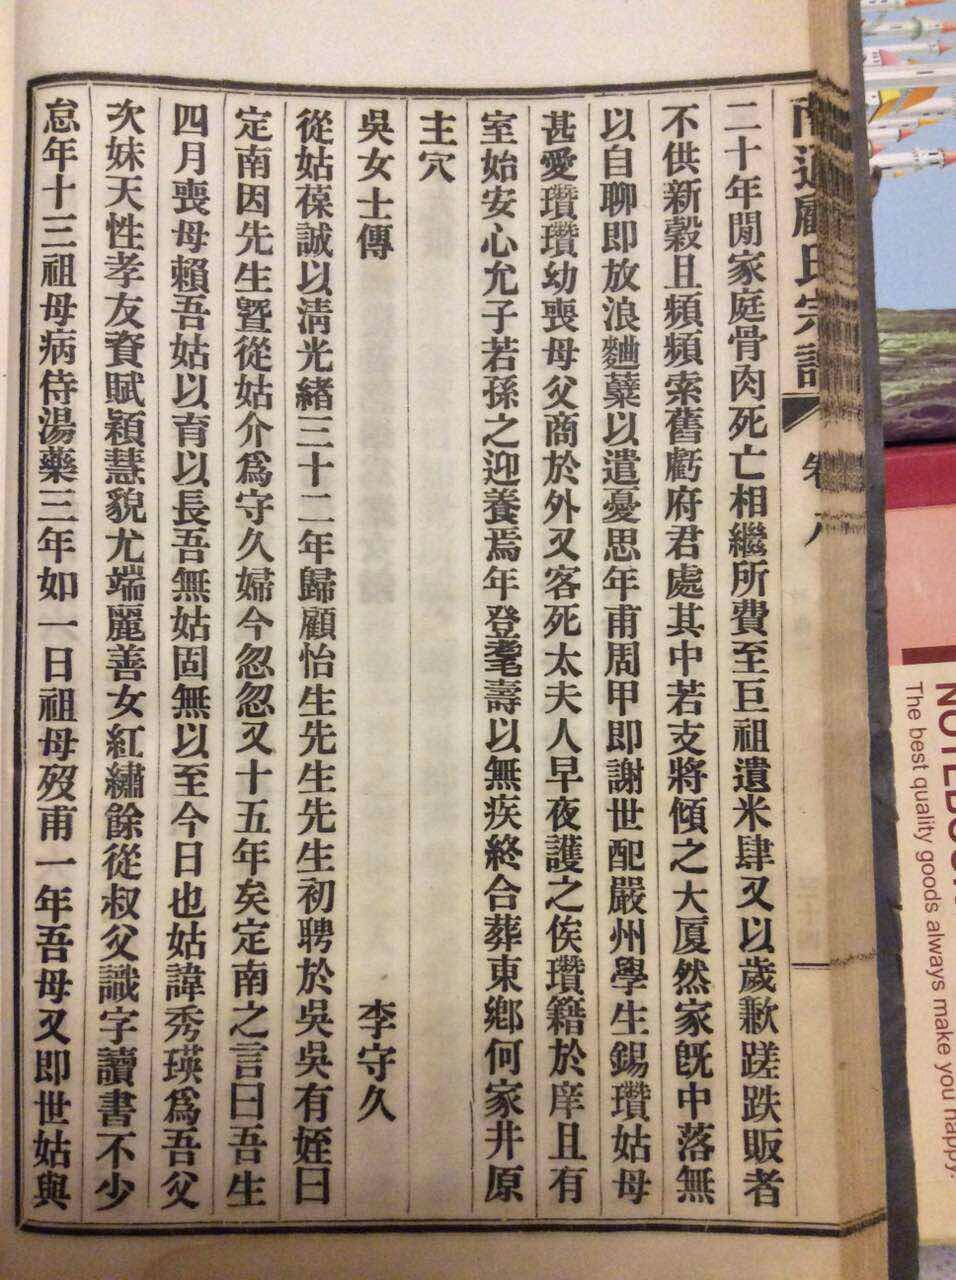 南通顧氏宗譜 卷八
二十年閒家庭骨肉死亡相繼所費至巨祖遺米肆又以歲歉蹉跌販者
不供新穀且頻頻索舊虧府君處其中若支將傾之大厦然家旣中落無
以自聊即放浪麯蘖以遣憂思年甫周甲即謝世配嚴州學生錫瓚姑母
甚愛瓚瓚幼喪母父商於外又客死太夫人早夜護之俟瓚籍於庠且有
室始安心允子若孫之迎養焉年登耄壽以無疾終合葬東鄉何家井原
主穴
吳女士傳 李守久
從姑葆誠以淸光緒三十二年歸顧怡生先生先生初聘於吳吳有姪曰
定南因先生暨從姑介爲守久婦今忽忽又十五年矣定南之言曰吾生
四月喪母賴吾姑以育以長吾無姑固無以至今日也姑諱秀瑛爲吾父
次妹天性孝友資賦穎慧貌尤端麗善女紅繡餘從叔父識字讀書不少
怠年十三祖母病侍湯藥三年如一日祖母歿甫一年吾母又即世姑與
NOTEBOOK
The best quality goods always make you happy.